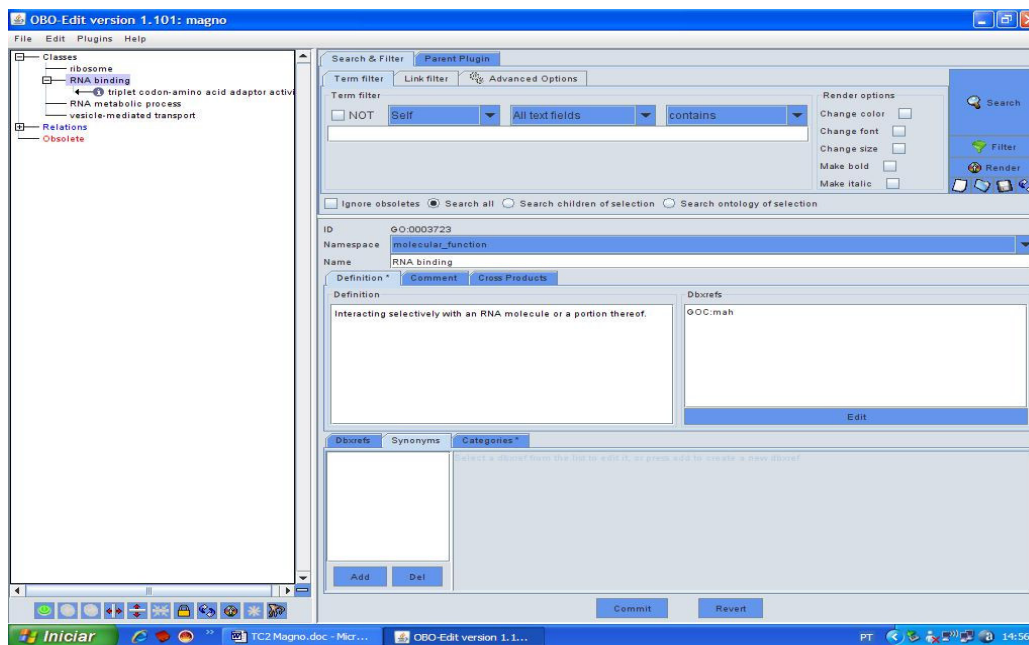 OBO-Edit version 1.101: magno
File Edit Plugins Help
Classes
ribosome
RNA binding
triplet codon-amino acid adaptor activi
RNA metabolic process
vesicle-mediated transport
Relations
Obsolete
Search & Filter Parent Plugin
Term filter Link filter Advanced Options
Term filter
NOT Self All text fields contains
Render options
Change color
Change font
Change size
Make bold
Make italic
Search
Filter
Render
Ignore obsoletes Search all Search children of selection Search ontology of selection
ID GO:0003723
Namespace molecular_function
Name RNA binding
Definition * Comment Cross Products
Definition
Interacting selectively with an RNA molecule or a portion thereof.
Dbxrefs
GOC:mah
Edit
Dbxrefs Synonyms Categories *
Select a dbxref from the list to edit it, or press add to create a new dbxref
Add Del
Commit Revert
Iniciar TC2 Magno.doc - Micr... OBO-Edit version 1.1... PT 14:56